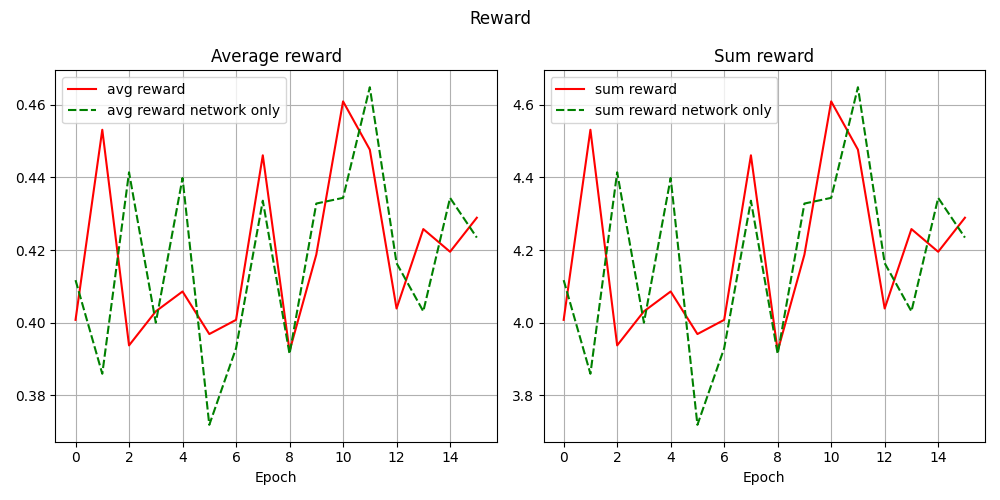 Reward
Average reward
avg reward
avg reward network only
0.46
0.44
0.42
0.40
0.38
0 2 4 6 8 10 12 14
Epoch
Sum reward
sum reward
sum reward network only
4.6
4.4
4.2
4.0
3.8
0 2 4 6 8 10 12 14
Epoch